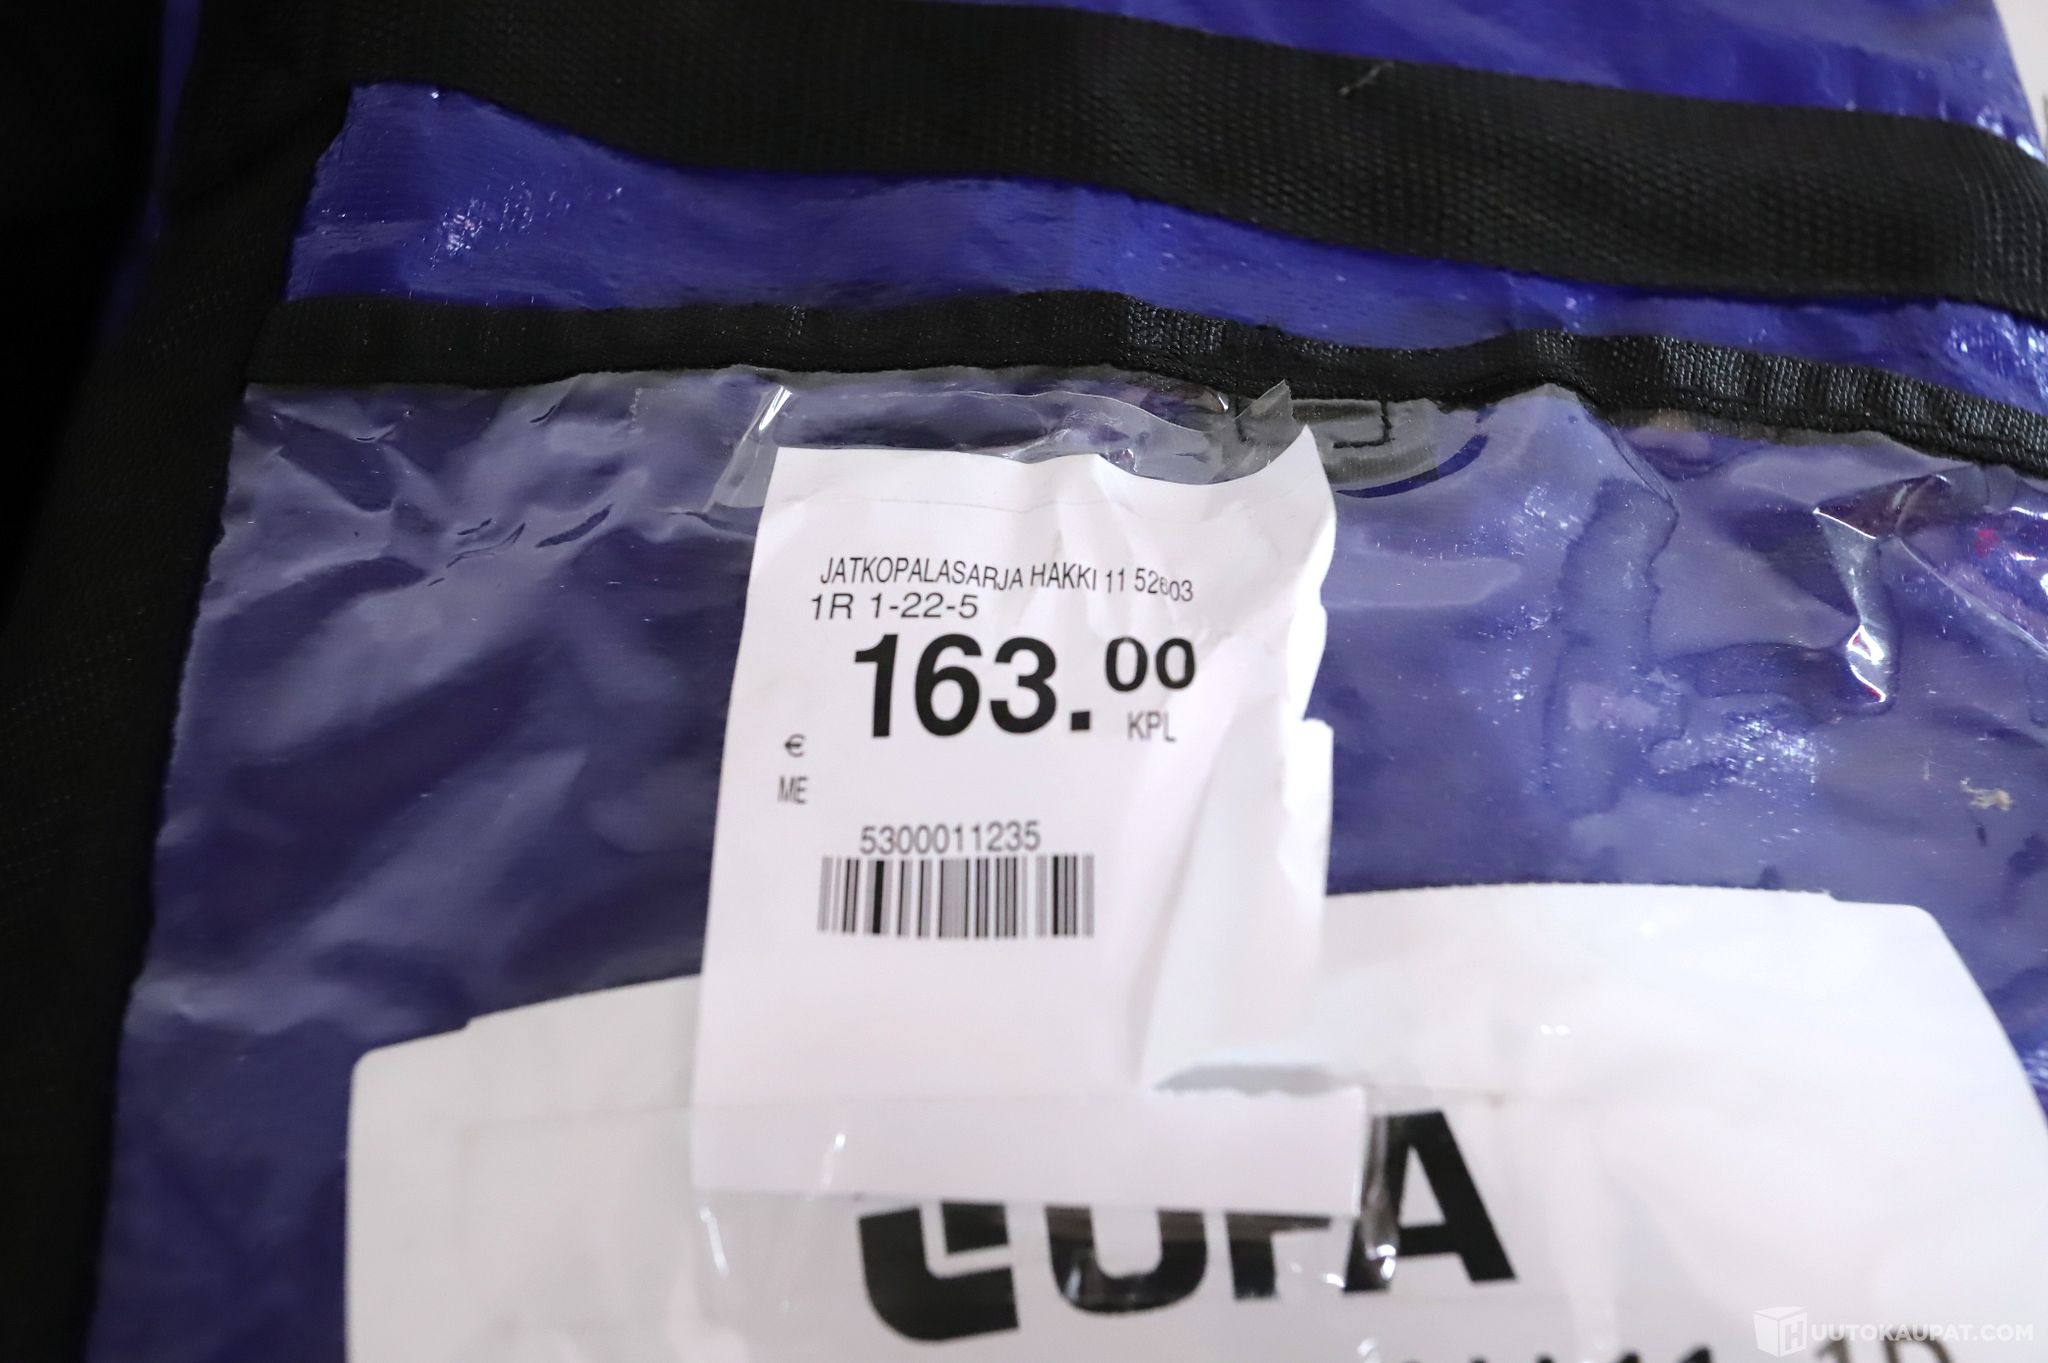 JATKOPALASARJA HAKKI 11 52603
1R 1-22-5
163.00
KPL
€
ME
5300011235
HUUTOKAUPAT.COM